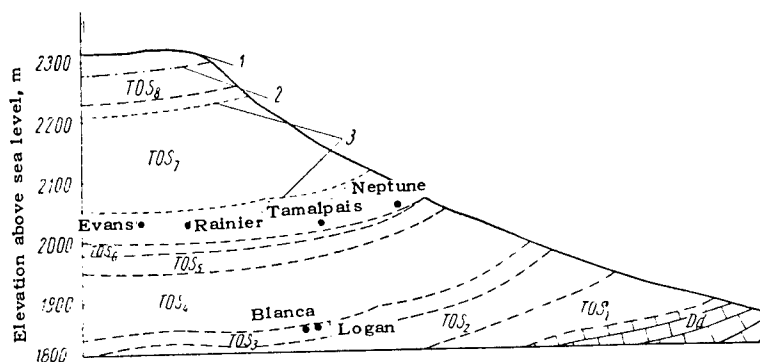 Elevation above sea level, m
2300
2200
2100
2000
1900
1800
1
2
3
TOS8
TOS7
Neptune
Tamalpais
Evans
Rainier
TOS6
TOS5
TOS4
Blanca
Logan
TOS3
TOS2
TOS1
Dd